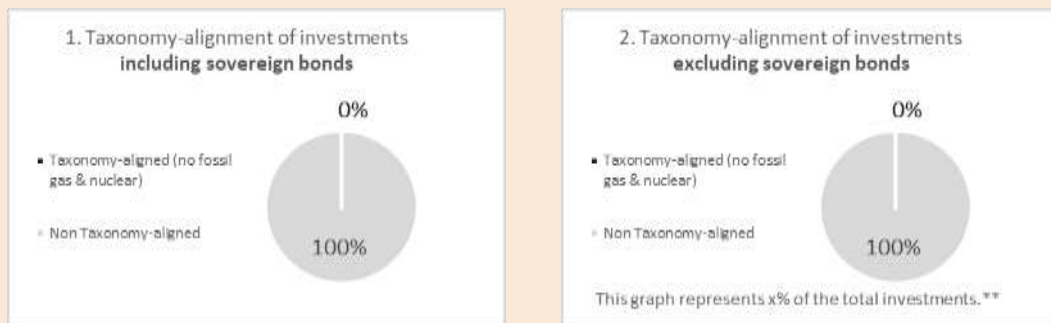 1. Taxonomy-alignment of investments
including sovereign bonds
0%
Taxonomy-aligned (no fossil
gas & nuclear)
Non Taxonomy-aligned
100%
2. Taxonomy-alignment of investments
excluding sovereign bonds
0%
Taxonomy-aligned (no fossil
gas & nuclear)
Non Taxonomy-aligned
100%
This graph represents x% of the total investments.**